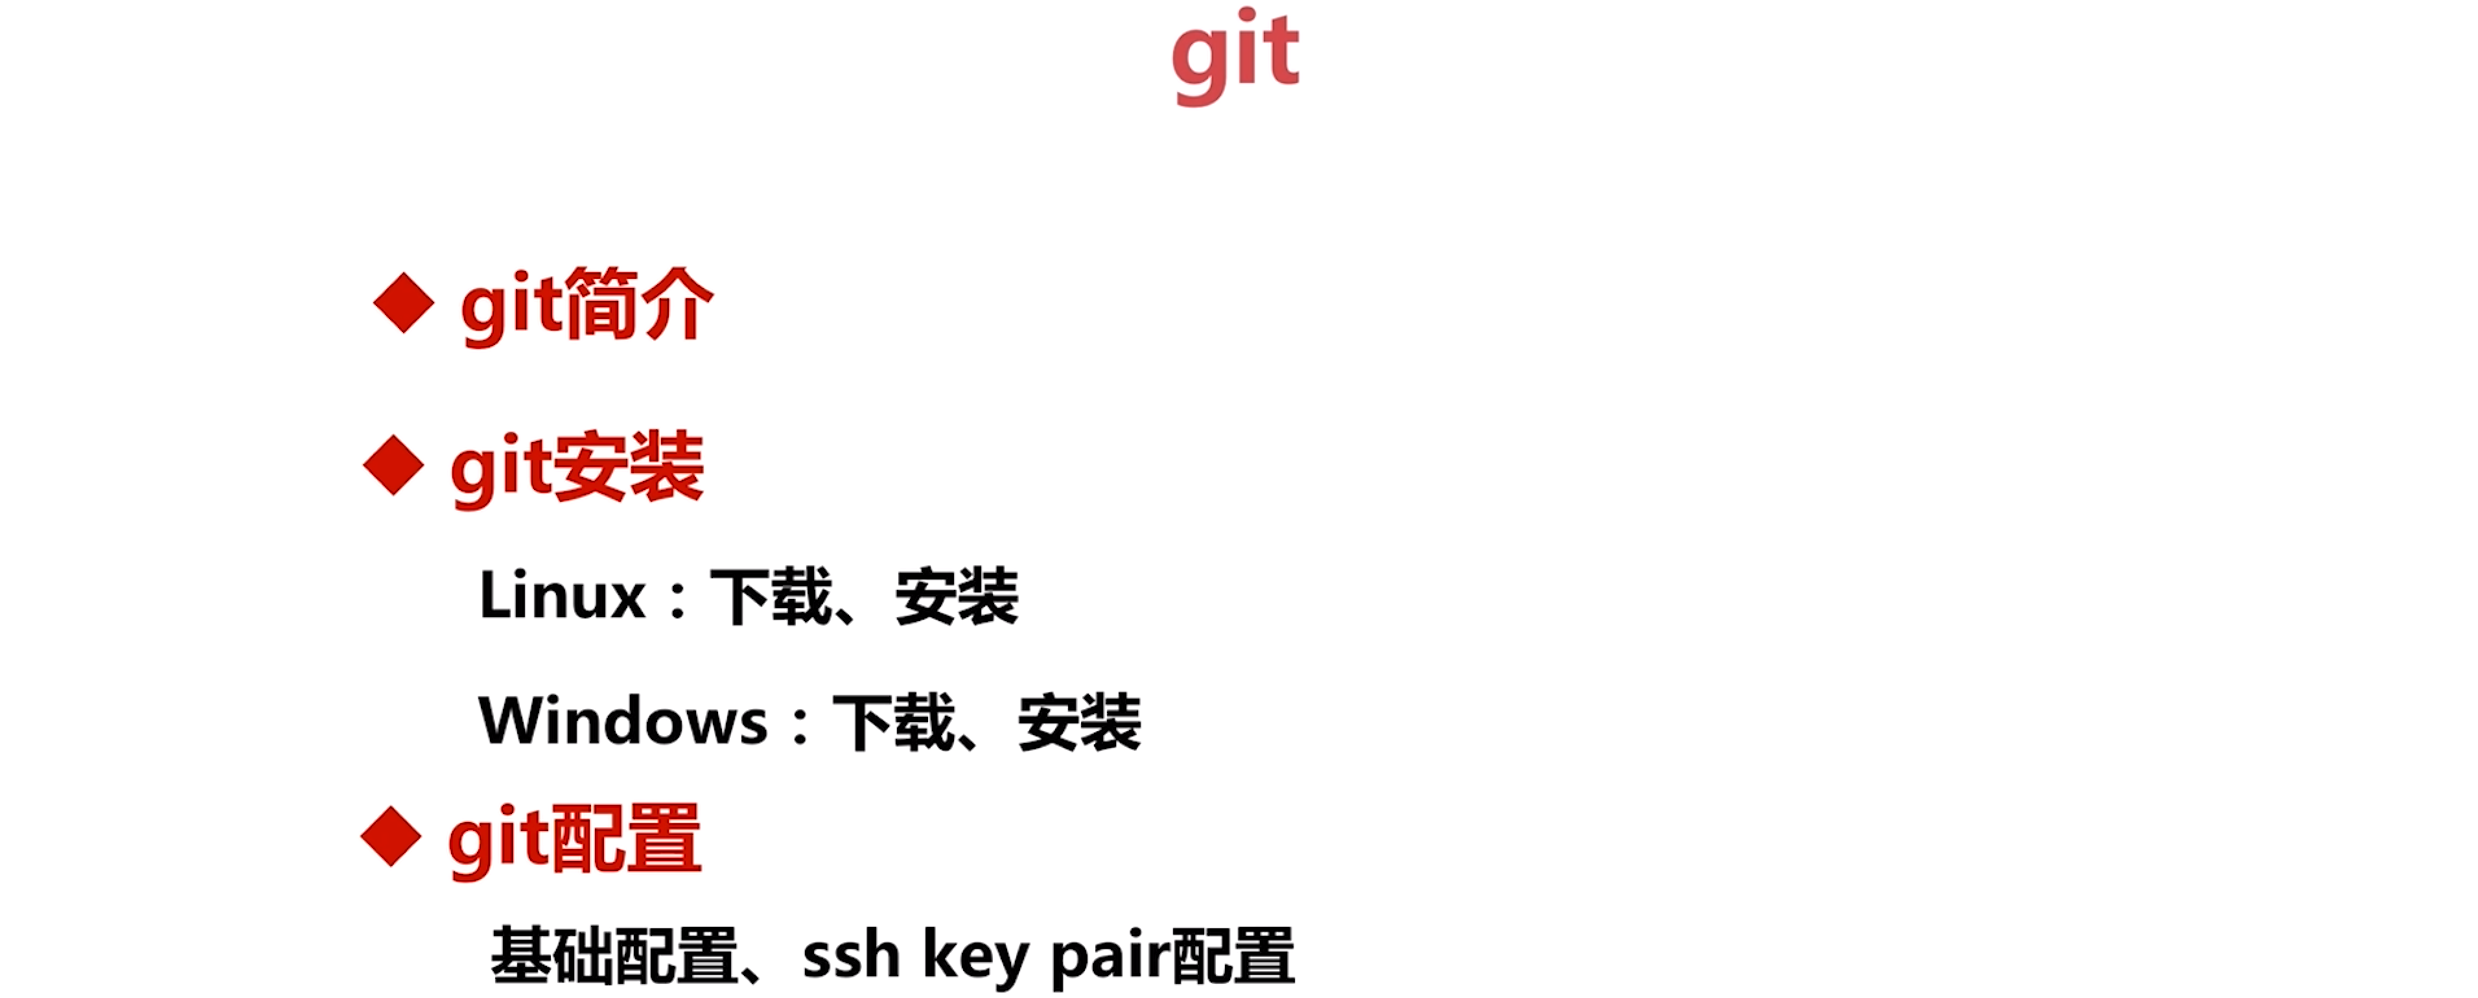 git
◆ git简介
◆ git安装
Linux：下载、安装
Windows：下载、安装
◆ git配置
基础配置、ssh key pair配置